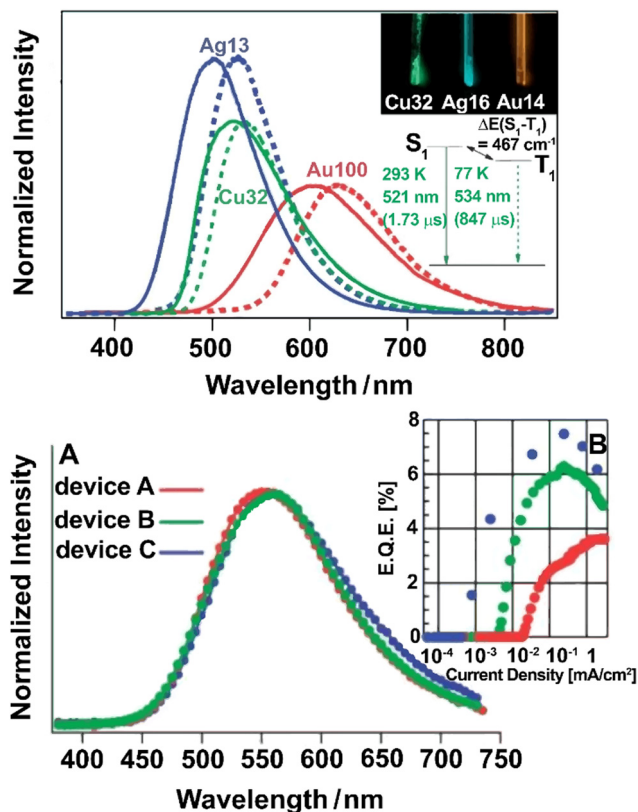 Normalized Intensity
Ag13
Cu32
Au100
Cu32 Ag16 Au14
ΔE(S₁-T₁)
= 467 cm⁻¹
S₁
T₁
293 K 77 K
521 nm 534 nm
(1.73 μs) (847 μs)
400 500 600 700 800
Wavelength /nm
Normalized Intensity
A
device A
device B
device C
B
E.Q.E. [%]
8
6
4
2
0
10⁻⁴ 10⁻³ 10⁻² 10⁻¹ 1
Current Density [mA/cm²]
400 450 500 550 600 650 700 750
Wavelength /nm